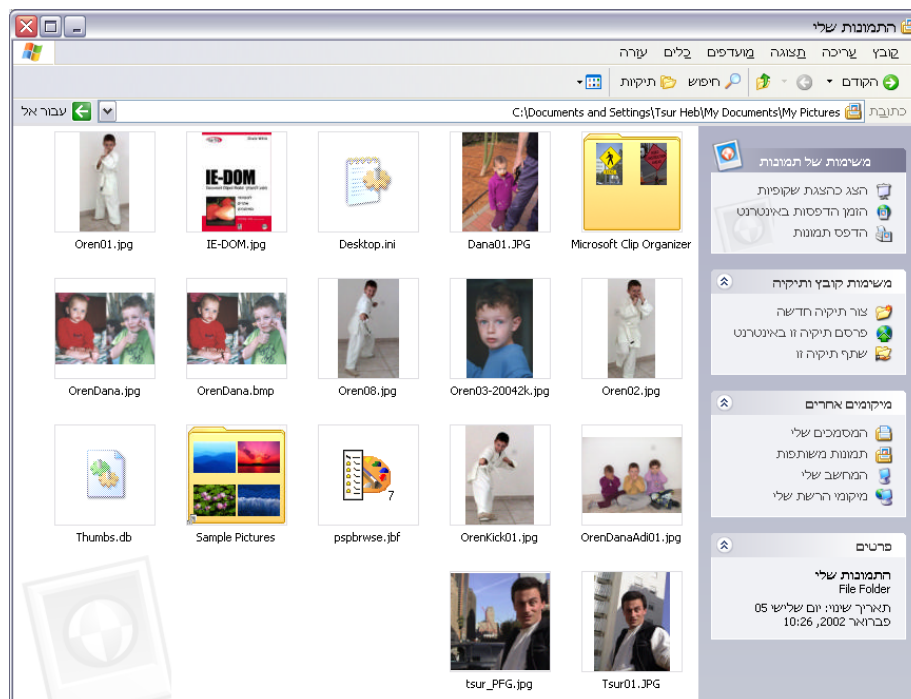 התמונות שלי
קובץ עריכה תצוגה מועדפים כלים עזרה
הקודם חיפוש תיקיות
כתובת C:\Documents and Settings\Tsur Heb\My Documents\My Pictures עבור אל
משימות של תמונות
הצג כהצגת שקופיות
הזמן הדפסות באינטרנט
הדפס תמונות
משימות קובץ ותיקיה
צור תיקיה חדשה
פרסם תיקיה זו באינטרנט
שתף תיקיה זו
מיקומים אחרים
המסמכים שלי
תמונות משותפות
המחשב שלי
מיקומי הרשת שלי
פרטים
התמונות שלי
File Folder
תאריך שינוי: יום שלישי 05
פברואר 2002, 10:26
Microsoft Clip Organizer
Dana01.JPG
Desktop.ini
IE-DOM
IE-DOM.jpg
Oren01.jpg
Oren02.jpg
Oren03-20042k.jpg
Oren08.jpg
OrenDana.bmp
OrenDana.jpg
OrenDanaAdi01.jpg
OrenKick01.jpg
7
pspbrwse.jbf
Sample Pictures
Thumbs.db
Tsur01.JPG
tsur_PFG.jpg